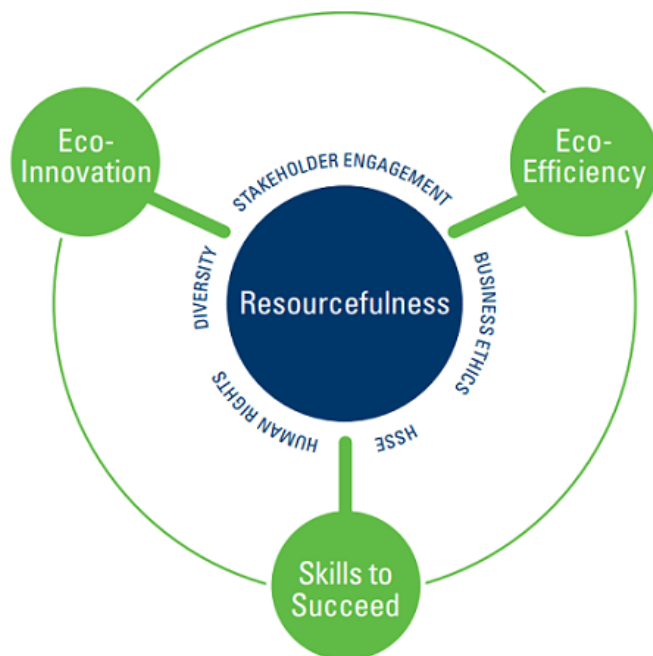 Eco-
Innovation
Eco-
Efficiency
STAKEHOLDER ENGAGEMENT
DIVERSITY
Resourcefulness
BUSINESS ETHICS
HUMAN RIGHTS
HSSE
Skills to
Succeed